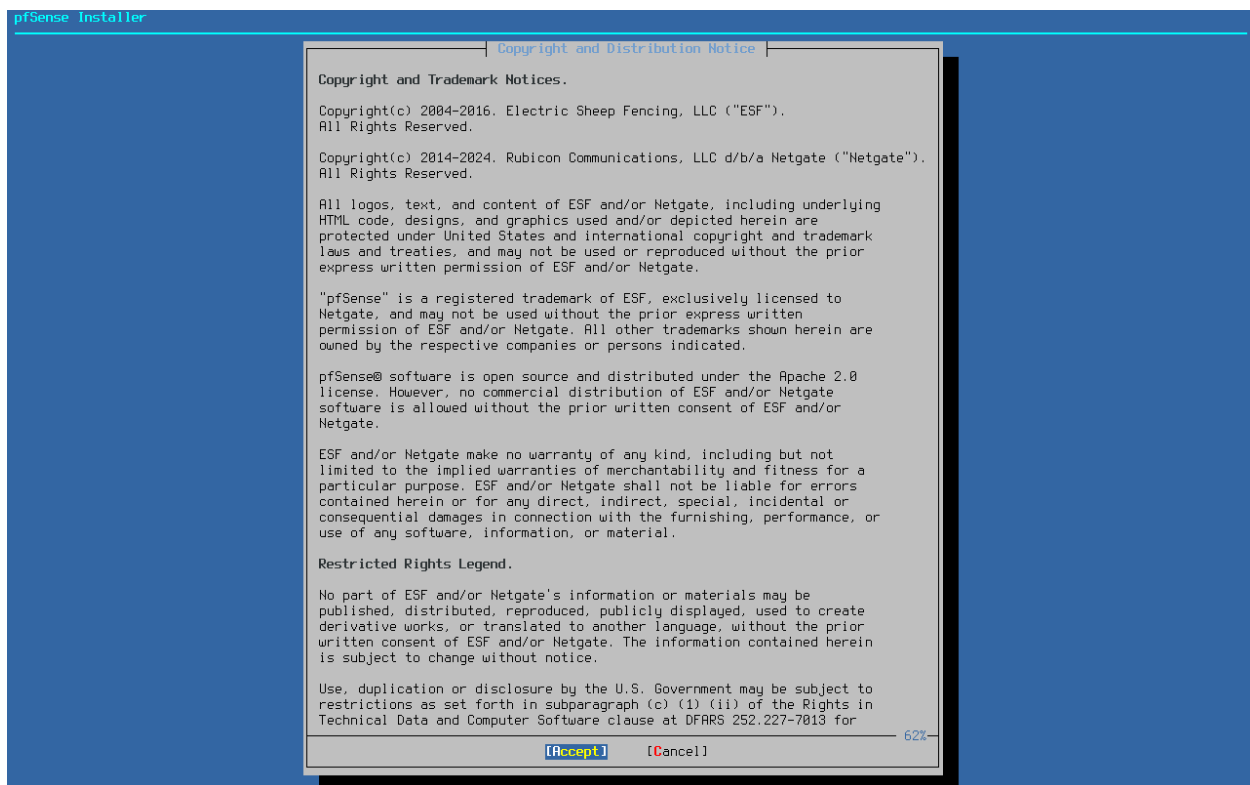 pfSense Installer
Copyright and Distribution Notice
Copyright and Trademark Notices.
Copyright(c) 2004-2016. Electric Sheep Fencing, LLC ("ESF").
All Rights Reserved.
Copyright(c) 2014-2024. Rubicon Communications, LLC d/b/a Netgate ("Netgate").
All Rights Reserved.
All logos, text, and content of ESF and/or Netgate, including underlying
HTML code, designs, and graphics used and/or depicted herein are
protected under United States and international copyright and trademark
laws and treaties, and may not be used or reproduced without the prior
express written permission of ESF and/or Netgate.
"pfSense" is a registered trademark of ESF, exclusively licensed to
Netgate, and may not be used without the prior express written
permission of ESF and/or Netgate. All other trademarks shown herein are
owned by the respective companies or persons indicated.
pfSense® software is open source and distributed under the Apache 2.0
license. However, no commercial distribution of ESF and/or Netgate
software is allowed without the prior written consent of ESF and/or
Netgate.
ESF and/or Netgate make no warranty of any kind, including but not
limited to the implied warranties of merchantability and fitness for a
particular purpose. ESF and/or Netgate shall not be liable for errors
contained herein or for any direct, indirect, special, incidental or
consequential damages in connection with the furnishing, performance, or
use of any software, information, or material.
Restricted Rights Legend.
No part of ESF and/or Netgate's information or materials may be
published, distributed, reproduced, publicly displayed, used to create
derivative works, or translated to another language, without the prior
written consent of ESF and/or Netgate. The information contained herein
is subject to change without notice.
Use, duplication or disclosure by the U.S. Government may be subject to
restrictions as set forth in subparagraph (c) (1) (ii) of the Rights in
Technical Data and Computer Software clause at DFARS 252.227-7013 for
62%
[Accept] [Cancel]